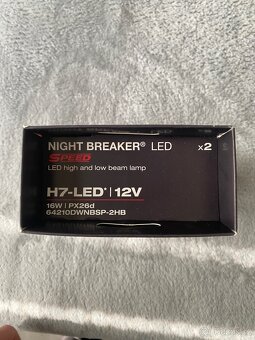 NIGHT BREAKER® LED x2
SPEED
LED high and low beam lamp
H7-LED* | 12V
16W | PX26d
64210DWNBSP-2HB